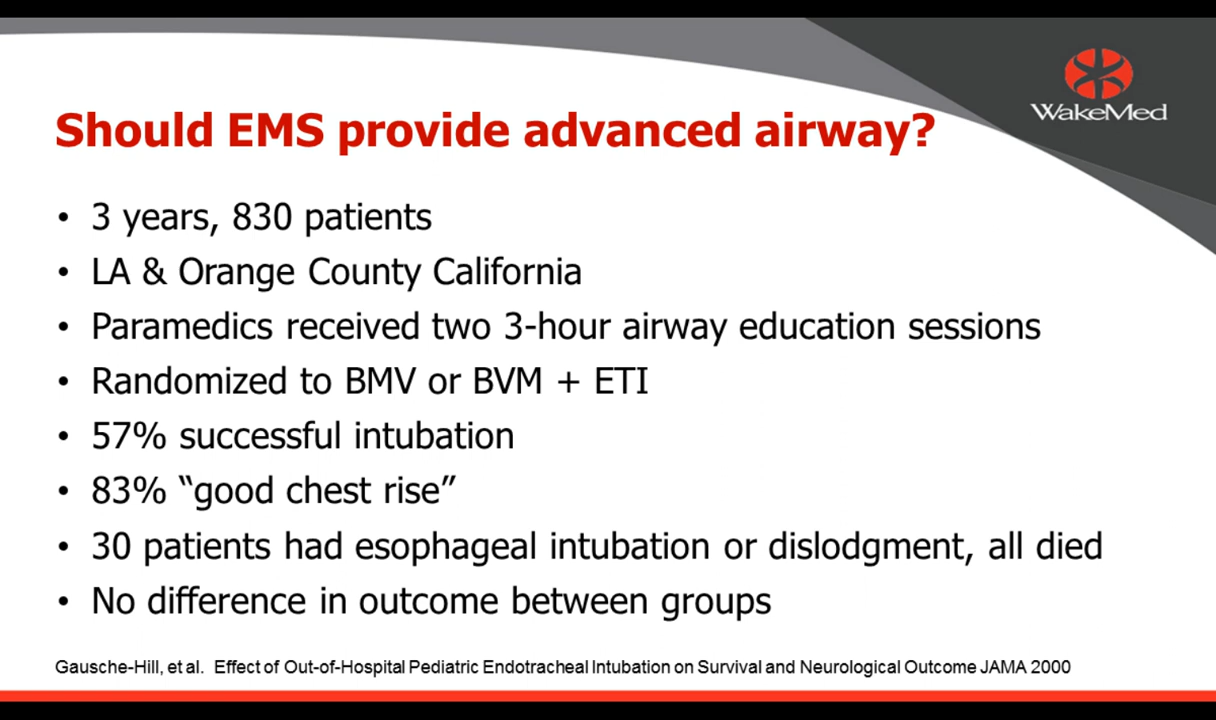 WakeMed
Should EMS provide advanced airway?
• 3 years, 830 patients
• LA & Orange County California
• Paramedics received two 3-hour airway education sessions
• Randomized to BMV or BVM + ETI
• 57% successful intubation
• 83% “good chest rise”
• 30 patients had esophageal intubation or dislodgment, all died
• No difference in outcome between groups
Gausche-Hill, et al. Effect of Out-of-Hospital Pediatric Endotracheal Intubation on Survival and Neurological Outcome JAMA 2000